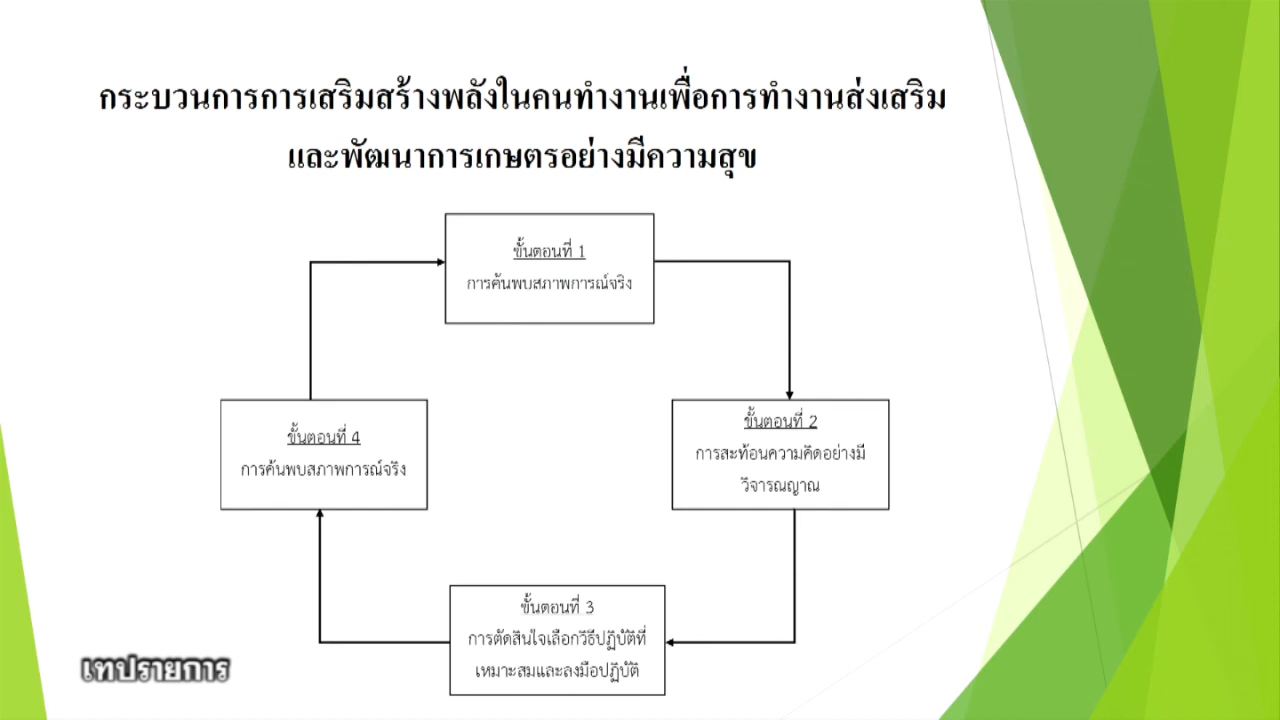 กระบวนการการเสริมสร้างพลังในคนทำงานเพื่อการทำงานส่งเสริม
และพัฒนาการเกษตรอย่างมีความสุข
ขั้นตอนที่ 1
การค้นพบสภาพการณ์จริง
ขั้นตอนที่ 2
การสะท้อนความคิดอย่างมี
วิจารณญาณ
ขั้นตอนที่ 3
การตัดสินใจเลือกวิธีปฏิบัติที่
เหมาะสมและลงมือปฏิบัติ
ขั้นตอนที่ 4
การค้นพบสภาพการณ์จริง
เทปรายการ